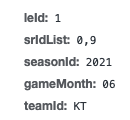 leId: 1
srIdList: 0,9
seasonId: 2021
gameMonth: 06
teamId: KT